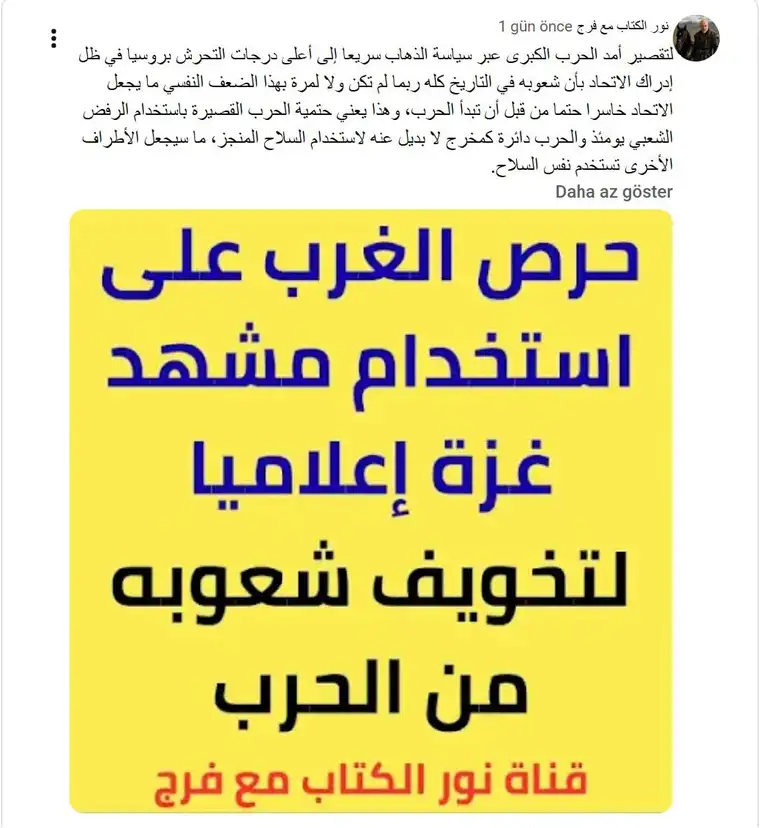 نور الكتاب مع فرج 1 gün önce
لتقصير أمد الحرب الكبرى عبر سياسة الذهاب سريعا إلى أعلى درجات التحرش بروسيا في ظل
إدراك الاتحاد بأن شعوبه في التاريخ كله ربما لم تكن ولا لمرة بهذا الضعف النفسي ما يجعل
الاتحاد خاسرا حتما من قبل أن تبدأ الحرب، وهذا يعني حتمية الحرب القصيرة باستخدام الرفض
الشعبي يومئذ والحرب دائرة كمخرج لا بديل عنه لاستخدام السلاح المنجز، ما سيجعل الأطراف
الأخرى تستخدم نفس السلاح.
Daha az göster
حرص الغرب على
استخدام مشهد
غزة إعلاميا
لتخويف شعوبه
من الحرب
قناة نور الكتاب مع فرج